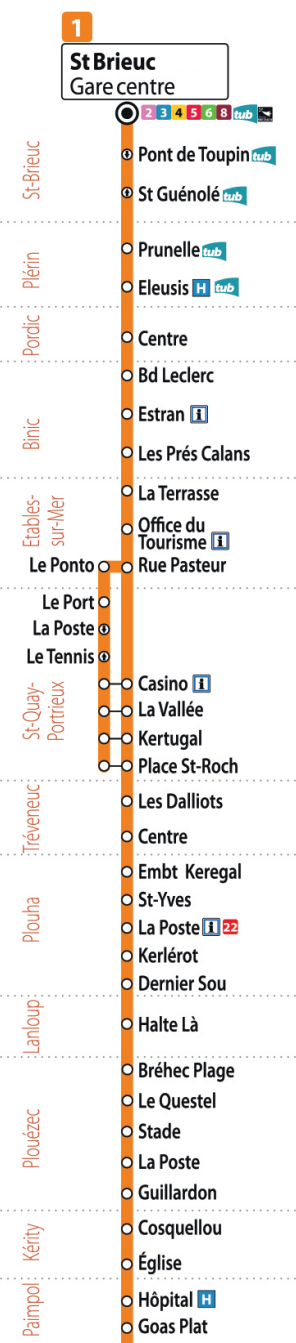 1
St Brieuc
Gare centre
2 3 4 5 6 8 tub
St-Brieuc
Pont de Toupin tub
St Guénolé tub
Plérin
Prunelle tub
Eleusis H tub
Pordic
Centre
Binic
Bd Leclerc
Estran i
Les Prés Calans
Etables-
sur-Mer
La Terrasse
Office du
Tourisme i
Le Ponto
Rue Pasteur
St-Quay-
Portrieux
Le Port
La Poste
Le Tennis
Casino i
La Vallée
Kertugal
Place St-Roch
Tréveneuc
Les Dalliots
Centre
Plouha
Embt Keregal
St-Yves
La Poste i 22
Kerlérot
Dernier Sou
Lanloup
Halte Là
Plouézec
Bréhec Plage
Le Questel
Stade
La Poste
Guillardon
Kérity
Cosquellou
Église
Paimpol
Hôpital H
Goas Plat